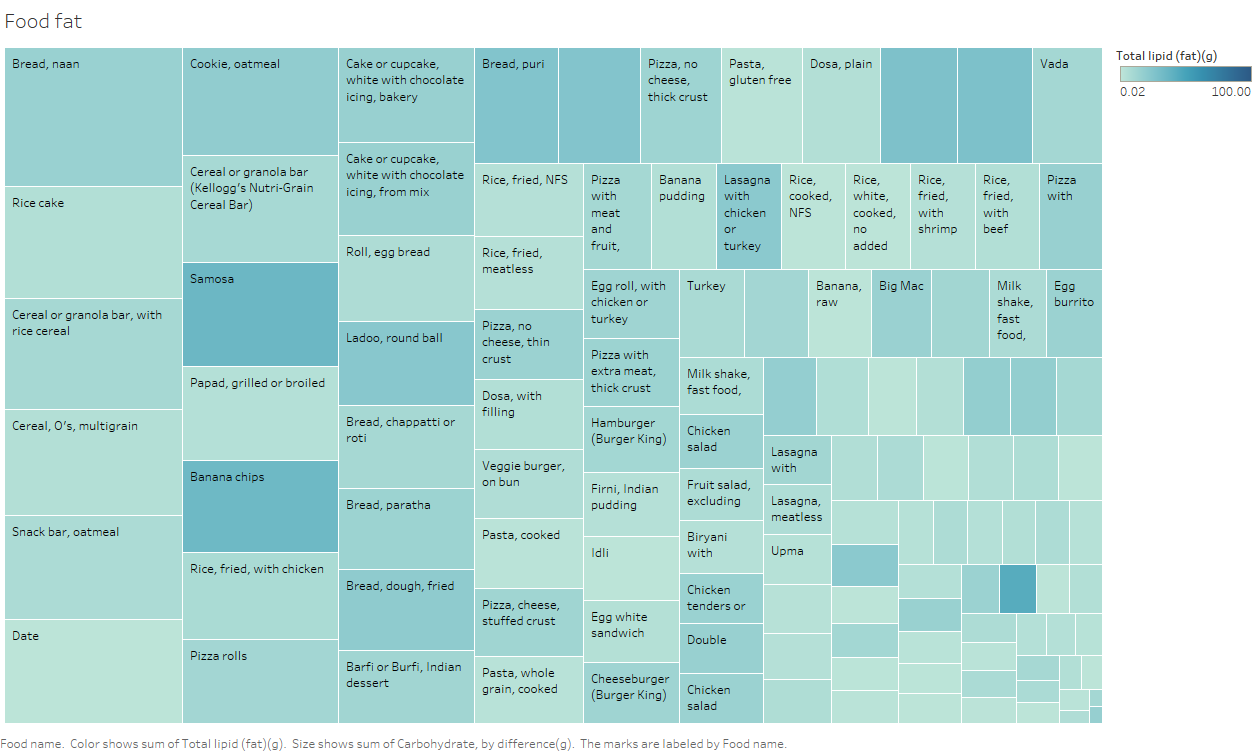 Food fat
Bread, naan
Rice cake
Cereal or granola bar, with
rice cereal
Cereal, O's, multigrain
Snack bar, oatmeal
Date
Cookie, oatmeal
Cereal or granola bar
(Kellogg's Nutri-Grain
Cereal Bar)
Samosa
Papad, grilled or broiled
Banana chips
Rice, fried, with chicken
Pizza rolls
Cake or cupcake,
white with chocolate
icing, bakery
Cake or cupcake,
white with chocolate
icing, from mix
Roll, egg bread
Ladoo, round ball
Bread, chappatti or
roti
Bread, paratha
Bread, dough, fried
Barfi or Burfi, Indian
dessert
Bread, puri
Pizza, no
cheese,
thick crust
Pasta,
gluten free
Dosa, plain
Vada
Rice, fried, NFS
Rice, fried,
meatless
Pizza, no
cheese, thin
crust
Dosa, with
filling
Veggie burger,
on bun
Pasta, cooked
Pizza, cheese,
stuffed crust
Pasta, whole
grain, cooked
Pizza
with
meat
and
fruit,
Banana
pudding
Lasagna
with
chicken
or
turkey
Rice,
cooked,
NFS
Rice,
white,
cooked,
no
added
Rice,
fried,
with
shrimp
Rice,
fried,
with
beef
Pizza
with
Egg roll, with
chicken or
turkey
Pizza with
extra meat,
thick crust
Hamburger
(Burger King)
Firni, Indian
pudding
Idli
Egg white
sandwich
Cheeseburger
(Burger King)
Turkey
Banana,
raw
Big Mac
Milk
shake,
fast
food,
Egg
burrito
Milk shake,
fast food,
Chicken
salad
Fruit salad,
excluding
Biryani
with
Chicken
tenders or
Double
Chicken
salad
Lasagna
with
Lasagna,
meatless
Upma
Total lipid (fat)(g)
0.02 100.00
Food name.  Color shows sum of Total lipid (fat)(g).  Size shows sum of Carbohydrate, by difference(g).  The marks are labeled by Food name.